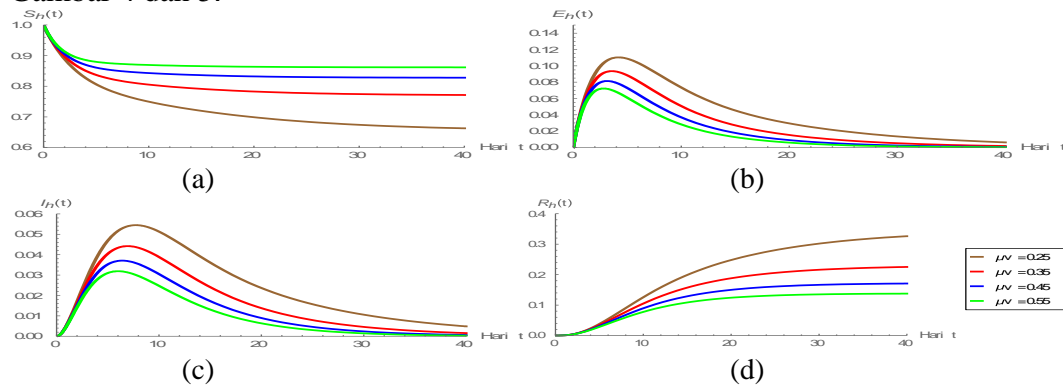 Gambar 4 dan 5.
S_h(t)
1.0
0.9
0.8
0.7
0.6
0 10 20 30 40 Hari t
(a)
E_h(t)
0.14
0.12
0.10
0.08
0.06
0.04
0.02
0.00
0 10 20 30 40 Hari t
(b)
I_h(t)
0.06
0.05
0.04
0.03
0.02
0.01
0.00
0 10 20 30 40 Hari t
(c)
R_h(t)
0.4
0.3
0.2
0.1
0.0
0 10 20 30 40 Hari t
(d)
μv =0.25
μv =0.35
μv =0.45
μv =0.55